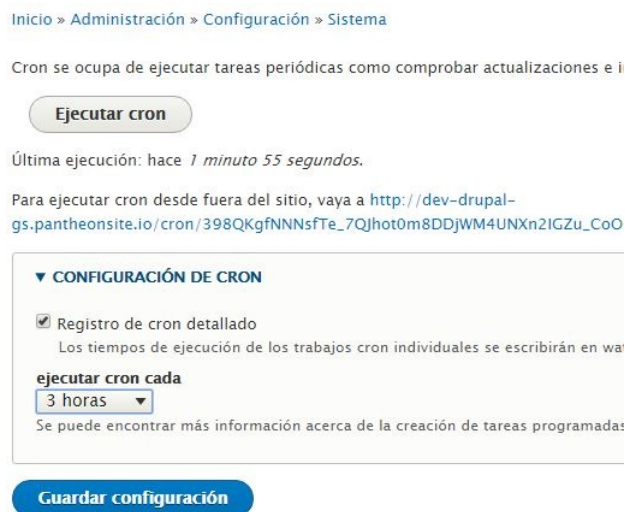 Inicio » Administración » Configuración » Sistema
Cron se ocupa de ejecutar tareas periódicas como comprobar actualizaciones e
Ejecutar cron
Última ejecución: hace 1 minuto 55 segundos.
Para ejecutar cron desde fuera del sitio, vaya a http://dev-drupal-
gs.pantheonsite.io/cron/398QKgfNNNsfTe_7QJhot0m8DDjWM4UNXn2IGZu_CoO
▼ CONFIGURACIÓN DE CRON
Registro de cron detallado
Los tiempos de ejecución de los trabajos cron individuales se escribirán en wa
ejecutar cron cada
3 horas
Se puede encontrar más información acerca de la creación de tareas programadas
Guardar configuración